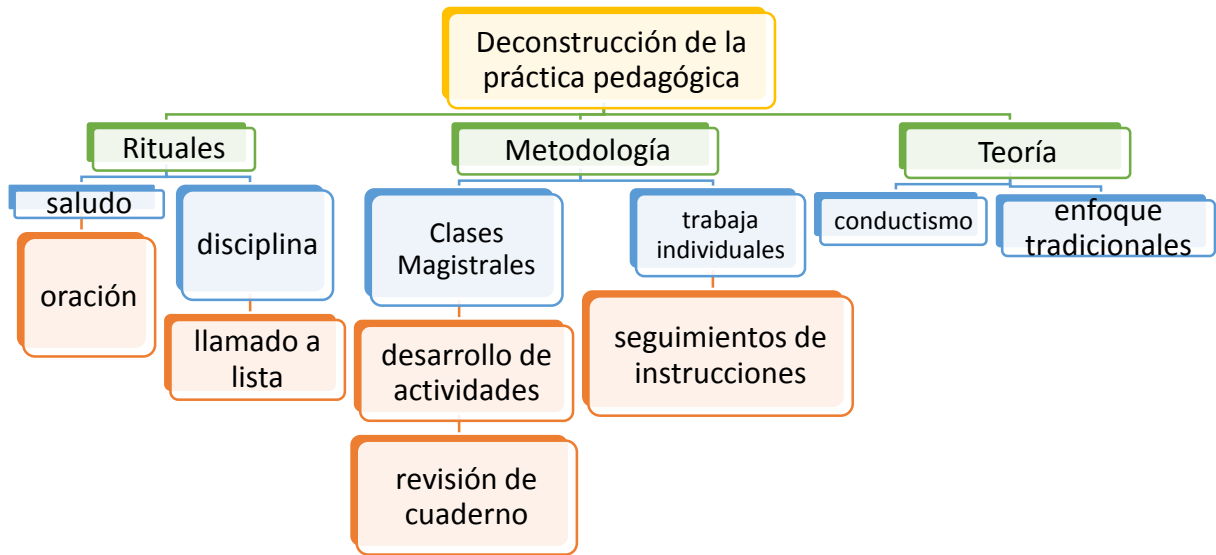 Deconstrucción de la
práctica pedagógica
Rituales
Metodología
Teoría
saludo
disciplina
Clases
Magistrales
trabaja
individuales
conductismo
enfoque
tradicionales
oración
llamado a
lista
desarrollo de
actividades
seguimientos de
instrucciones
revisión de
cuaderno